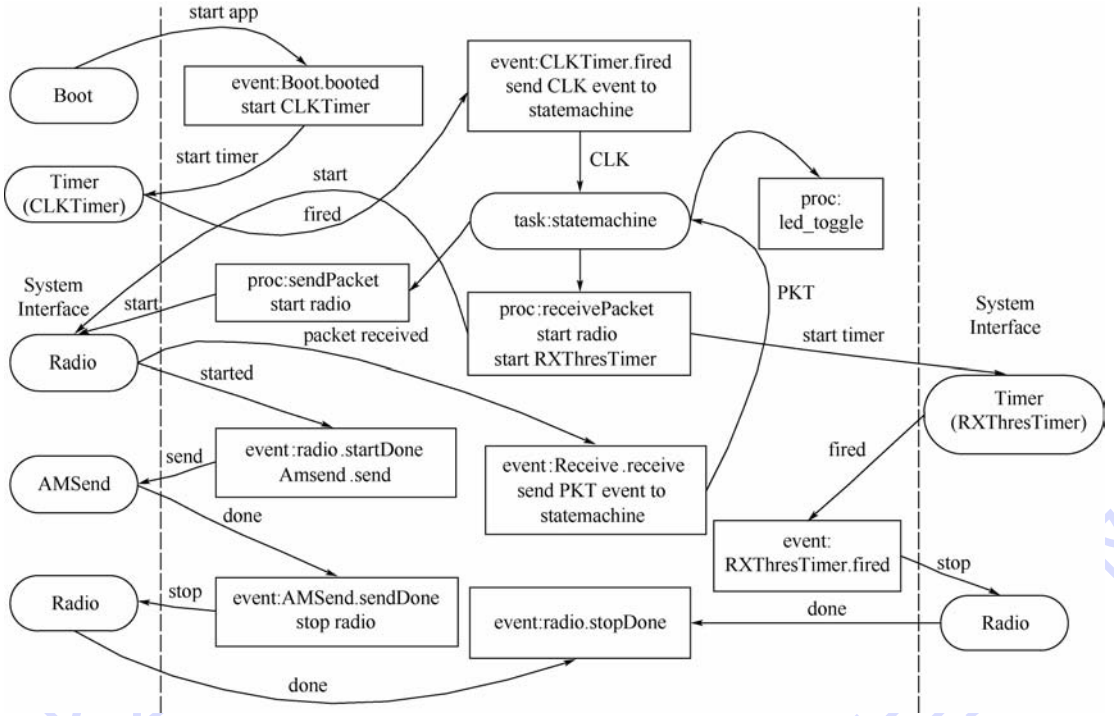 start app
Boot
event:Boot.booted
start CLKTimer
event:CLKTimer.fired
send CLK event to
statemachine
start timer
CLK
Timer
(CLKTimer)
start
fired
task:statemachine
proc:
led_toggle
System
Interface
proc:sendPacket
start radio
start
packet received
proc:receivePacket
start radio
start RXThresTimer
PKT
System
Interface
start timer
Radio
started
Timer
(RXThresTimer)
event:radio.startDone
Amsend.send
send
AMSend
event:Receive.receive
send PKT event to
statemachine
fired
done
event:
RXThresTimer.fired
stop
Radio
stop
event:AMSend.sendDone
stop radio
event:radio.stopDone
done
Radio
done